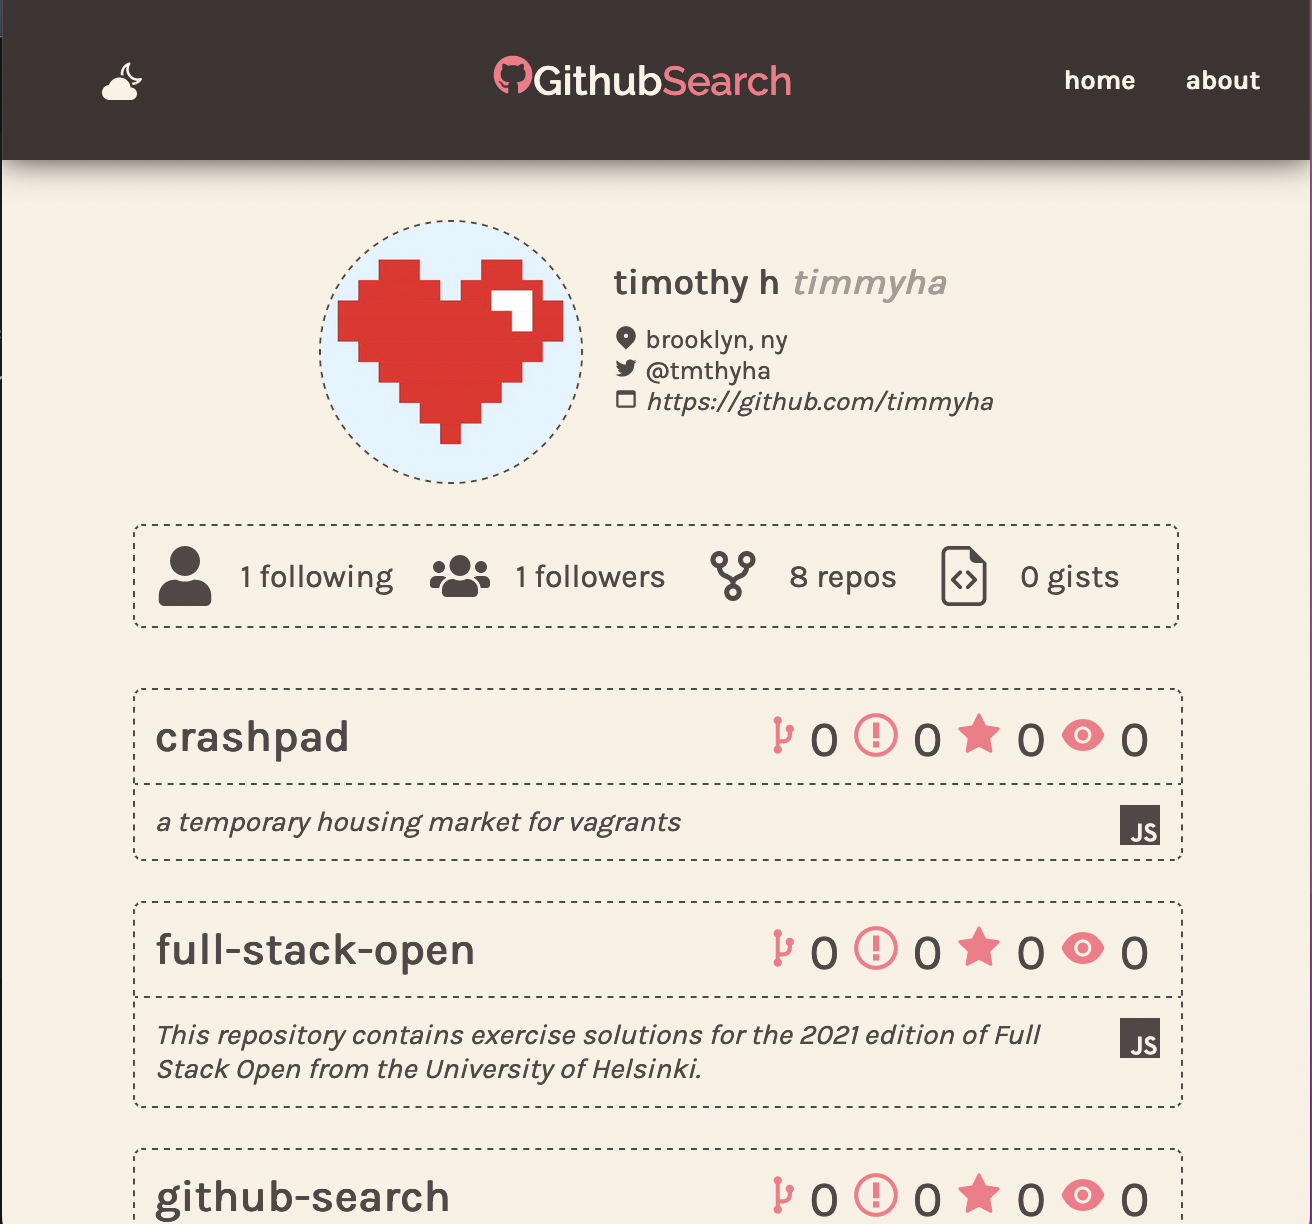 GithubSearch
home about
timothy h timmyha
brooklyn, ny
@tmthyha
https://github.com/timmyha
1 following 1 followers 8 repos 0 gists
crashpad 0 0 0 0
a temporary housing market for vagrants JS
full-stack-open 0 0 0 0
This repository contains exercise solutions for the 2021 edition of Full JS
Stack Open from the University of Helsinki.
github-search 0 0 0 0